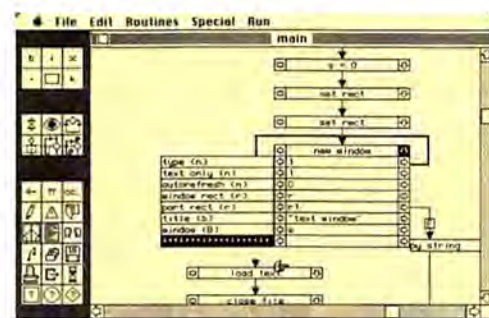 File Edit Routines Special Run
main
set rect
set rect
new window
type (n) 1
text only (n) 1
autorefresh (n) 0
window rect (r) r
port rect (r) r1
title (b) "text window"
window (B) w
by string
load text
close file